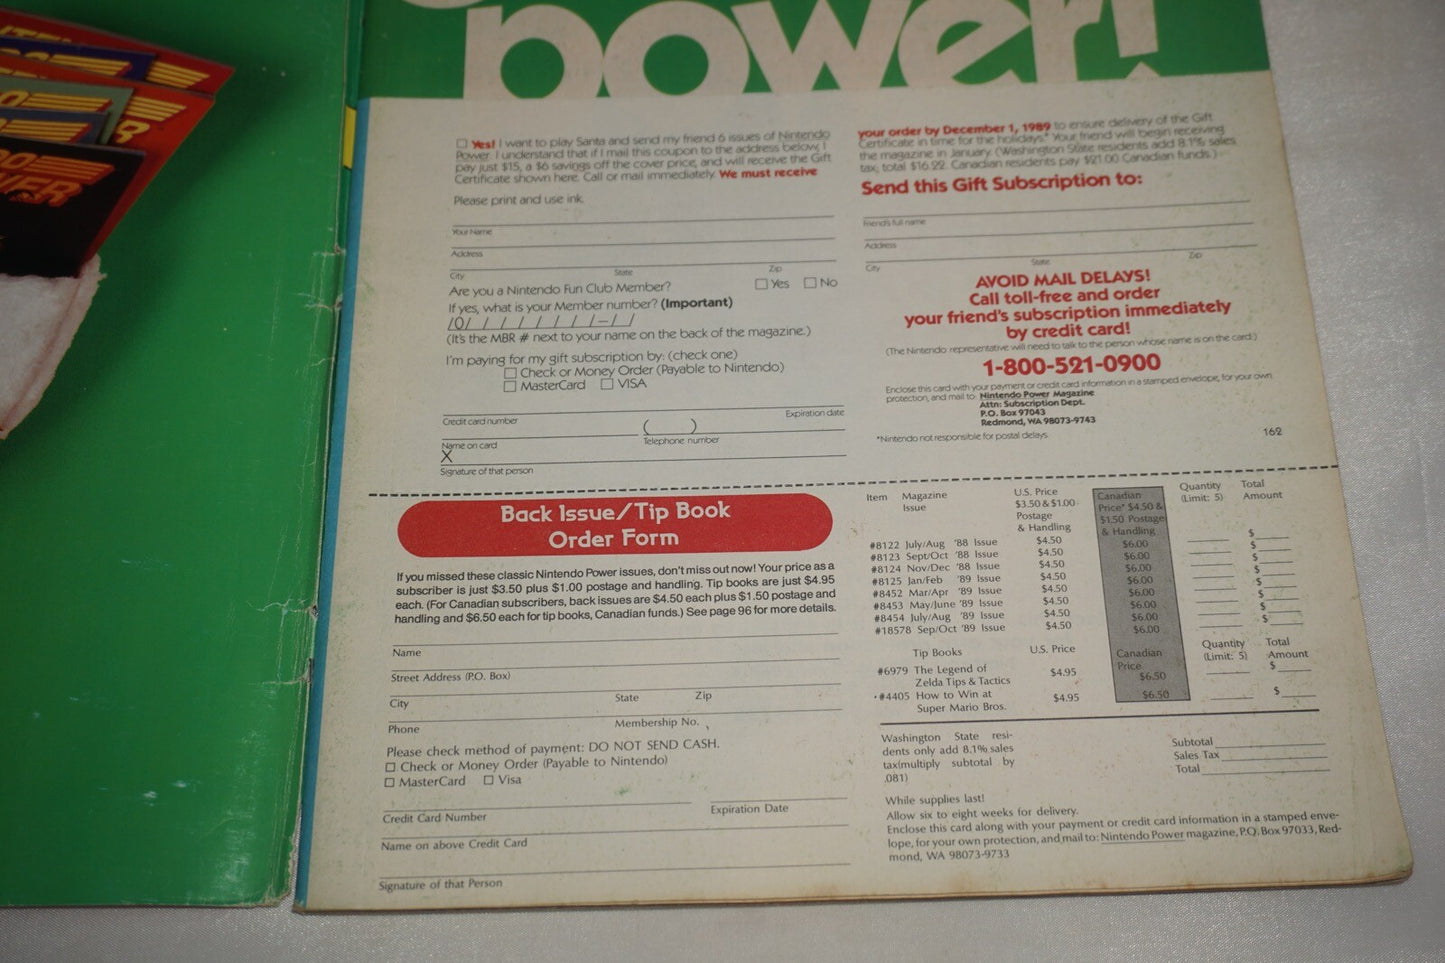 power!
☐ Yes! I want to play Santa and send my friend 6 issues of Nintendo
Power. I understand that if I mail this coupon to the address below, I
pay just $15, a $6 savings off the cover price, and will receive the Gift
Certificate shown here. Call or mail immediately. We must receive
your order by December 1, 1989 to ensure delivery of the Gift
Certificate in time for the holidays.* Your friend will begin receiving
the magazine in January. (Washington State residents add 8.1% sales
tax; total $16.22. Canadian residents pay $21.00 Canadian funds.)
Please print and use ink.
Your Name
Address
City State Zip
Are you a Nintendo Fun Club Member? ☐ Yes ☐ No
If yes, what is your Member number? (Important)
/0/ / / / / / / /–/ /
(It's the MBR # next to your name on the back of the magazine.)
I'm paying for my gift subscription by: (check one)
☐ Check or Money Order (Payable to Nintendo)
☐ MasterCard ☐ VISA
Credit card number Expiration date
( )
Name on card Telephone number
X
Signature of that person
Send this Gift Subscription to:
Friend's full name
Address
City State Zip
AVOID MAIL DELAYS!
Call toll-free and order
your friend's subscription immediately
by credit card!
(The Nintendo representative will need to talk to the person whose name is on the card.)
1-800-521-0900
Enclose this card with your payment or credit card information in a stamped envelope, for your own
protection, and mail to: Nintendo Power Magazine
Attn: Subscription Dept.
P.O. Box 97043
Redmond, WA 98073-9743
*Nintendo not responsible for postal delays.
162
Back Issue/Tip Book
Order Form
If you missed these classic Nintendo Power issues, don't miss out now! Your price as a
subscriber is just $3.50 plus $1.00 postage and handling. Tip books are just $4.95
each. (For Canadian subscribers, back issues are $4.50 each plus $1.50 postage and
handling and $6.50 each for tip books, Canadian funds.) See page 96 for more details.
Name
Street Address (P.O. Box)
City State Zip
Phone Membership No.
Please check method of payment: DO NOT SEND CASH.
☐ Check or Money Order (Payable to Nintendo)
☐ MasterCard ☐ Visa
Credit Card Number Expiration Date
Name on above Credit Card
Signature of that Person
Item Magazine Issue U.S. Price $3.50 & $1.00 Postage & Handling Canadian Price* $4.50 & $1.50 Postage & Handling Quantity (Limit: 5) Total Amount
#8122 July/Aug '88 Issue $4.50 $6.00 $
#8123 Sept/Oct '88 Issue $4.50 $6.00 $
#8124 Nov/Dec '88 Issue $4.50 $6.00 $
#8125 Jan/Feb '89 Issue $4.50 $6.00 $
#8452 Mar/Apr '89 Issue $4.50 $6.00 $
#8453 May/June '89 Issue $4.50 $6.00 $
#8454 July/Aug '89 Issue $4.50 $6.00 $
#18578 Sep/Oct '89 Issue $4.50 $6.00 $
Tip Books U.S. Price Canadian Price Quantity (Limit: 5) Total Amount
#6979 The Legend of
Zelda Tips & Tactics $4.95 $6.50 $
#4405 How to Win at
Super Mario Bros. $4.95 $6.50 $
Washington State resi-
dents only add 8.1% sales
tax(multiply subtotal by
.081)
Subtotal
Sales Tax
Total
While supplies last!
Allow six to eight weeks for delivery.
Enclose this card along with your payment or credit card information in a stamped enve-
lope, for your own protection, and mail to: Nintendo Power magazine, P.O. Box 97033, Red-
mond, WA 98073-9733
POWER